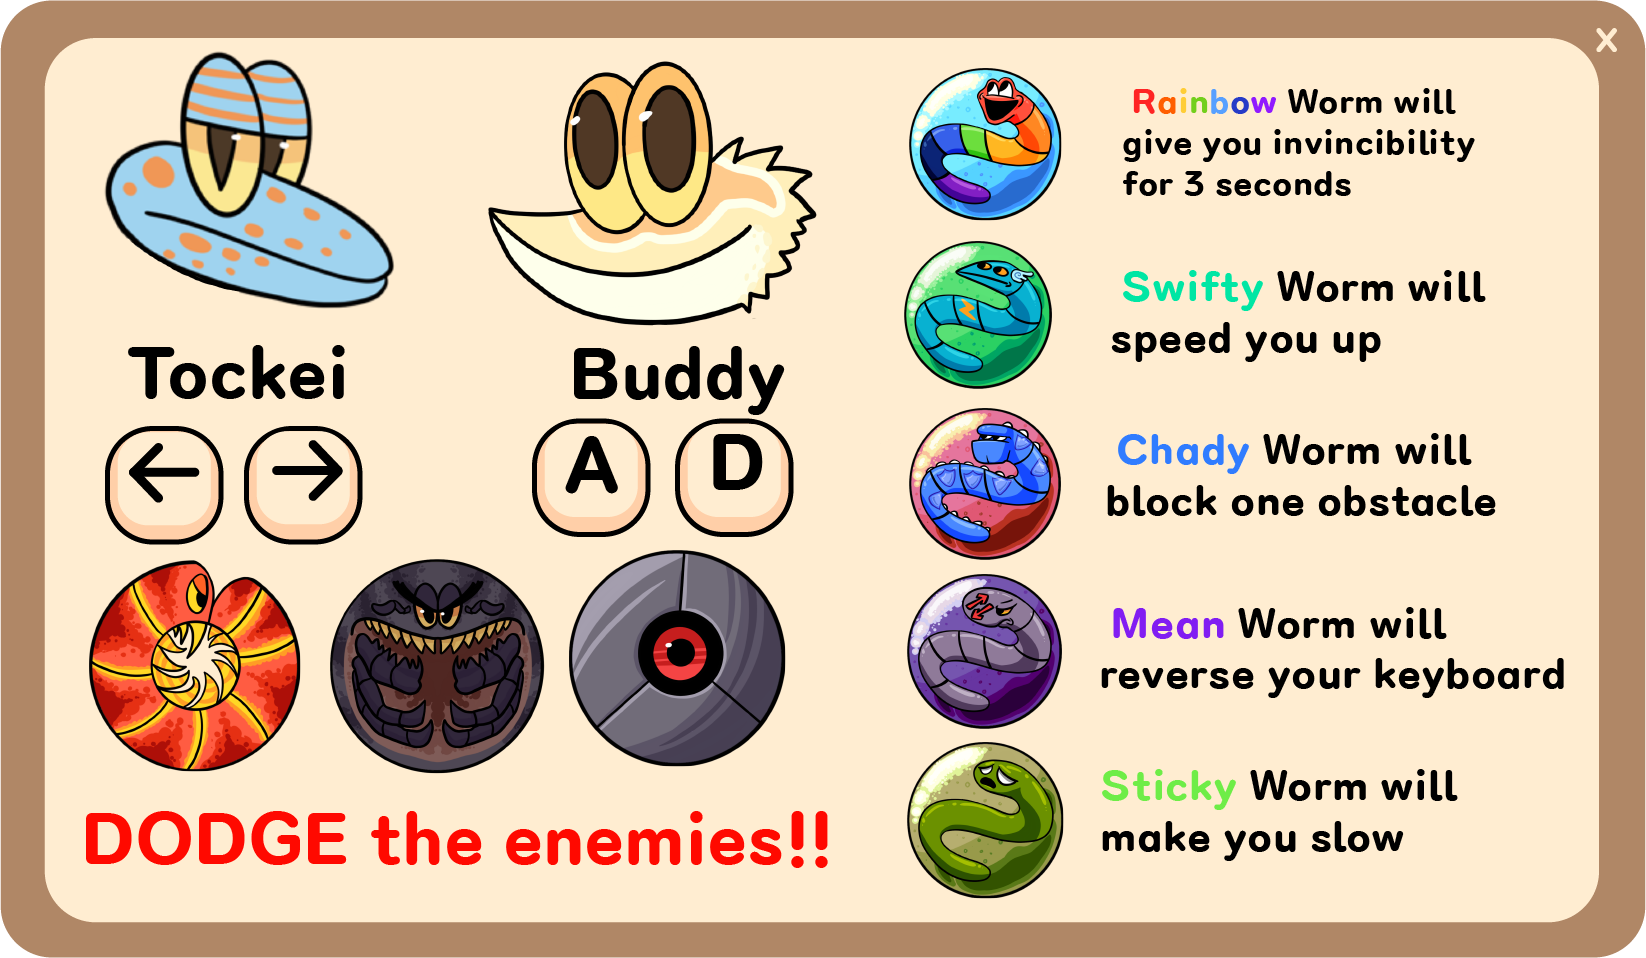 X
Tockei
Buddy
← →
A D
DODGE the enemies!!
Rainbow Worm will
give you invincibility
for 3 seconds
Swifty Worm will
speed you up
Chady Worm will
block one obstacle
Mean Worm will
reverse your keyboard
Sticky Worm will
make you slow